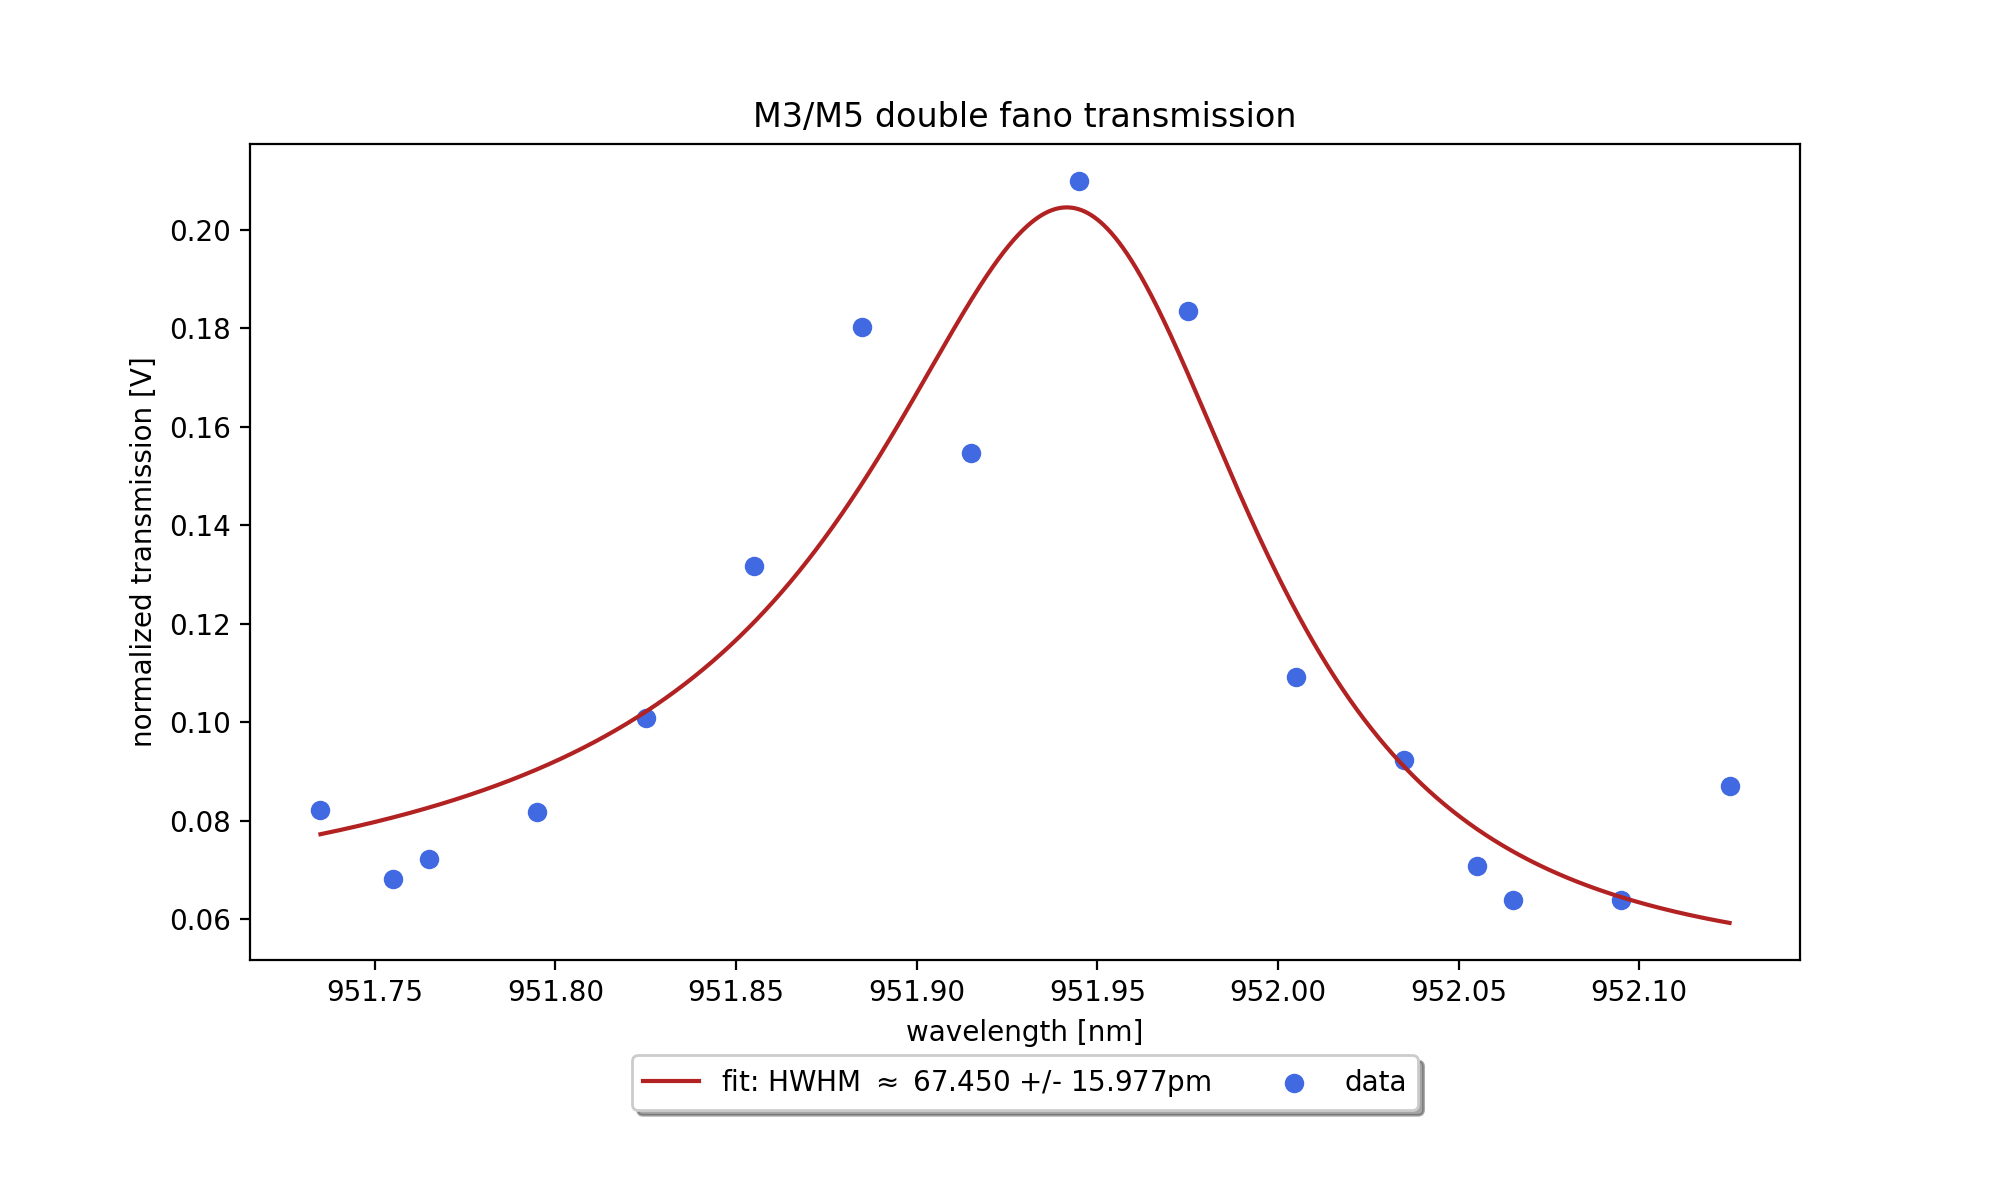 M3/M5 double fano transmission
normalized transmission [V]
0.20
0.18
0.16
0.14
0.12
0.10
0.08
0.06
951.75 951.80 951.85 951.90 951.95 952.00 952.05 952.10
wavelength [nm]
fit: HWHM ≈ 67.450 +/- 15.977pm data